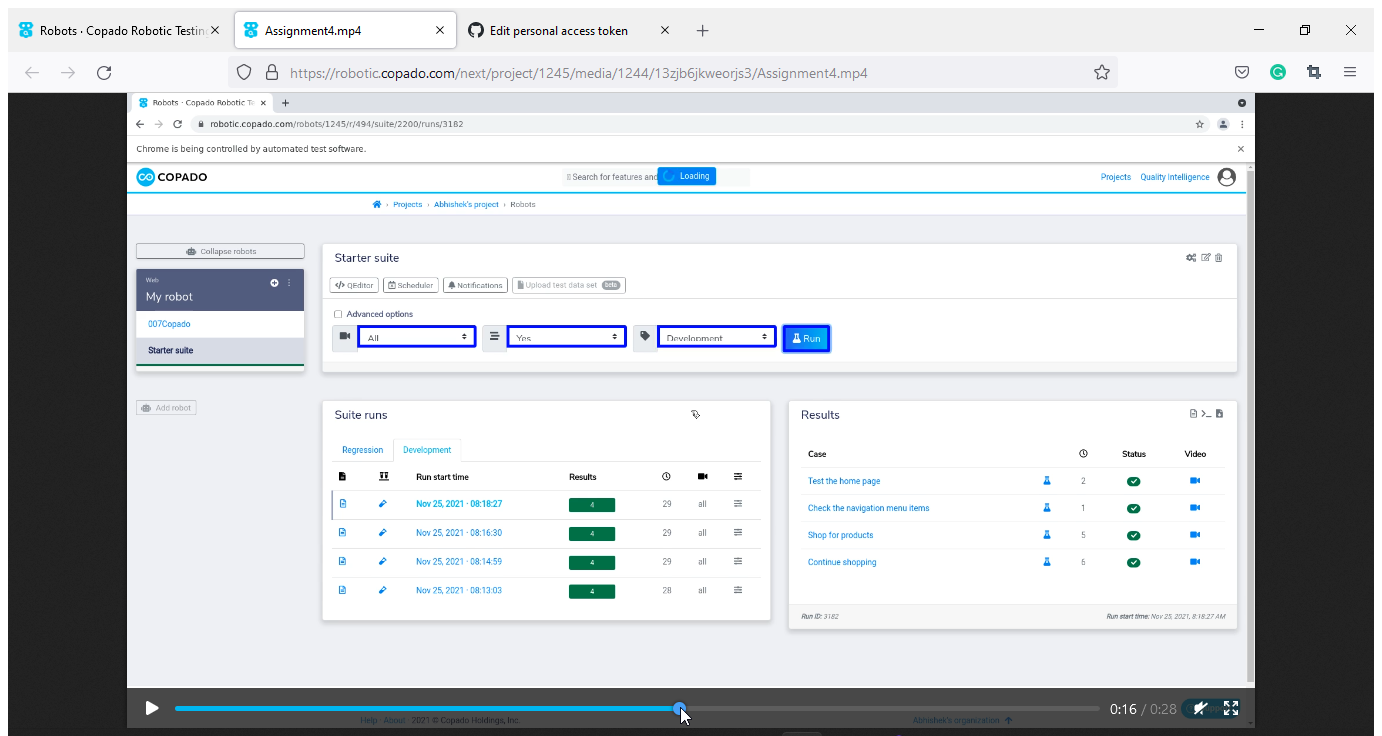 Robots · Copado Robotic Testin
Assignment4.mp4
Edit personal access token
https://robotic.copado.com/next/project/1245/media/1244/13zjb6jkweorjs3/Assignment4.mp4
Robots · Copado Robotic Te
robotic.copado.com/robots/1245/r/494/suite/2200/runs/3182
Chrome is being controlled by automated test software.
COPADO
Search for features and
Loading
Projects Quality Intelligence
Projects › Abhishek's project › Robots
Collapse robots
Web
My robot
007Copado
Starter suite
Add robot
Starter suite
QEditor Scheduler Notifications Upload test data set beta
Advanced options
All Yes Development Run
Suite runs
Regression Development
Run start time Results
Nov 25, 2021 · 08:18:27 4 29 all
Nov 25, 2021 · 08:16:30 4 29 all
Nov 25, 2021 · 08:14:59 4 29 all
Nov 25, 2021 · 08:13:03 4 28 all
Results
Case Status Video
Test the home page 2
Check the navigation menu items 1
Shop for products 5
Continue shopping 6
Run ID: 3182 Run start time: Nov 25, 2021, 8:18:27 AM
0:16 / 0:28
Help · About 2021 © Copado Holdings, Inc. Abhishek's organization